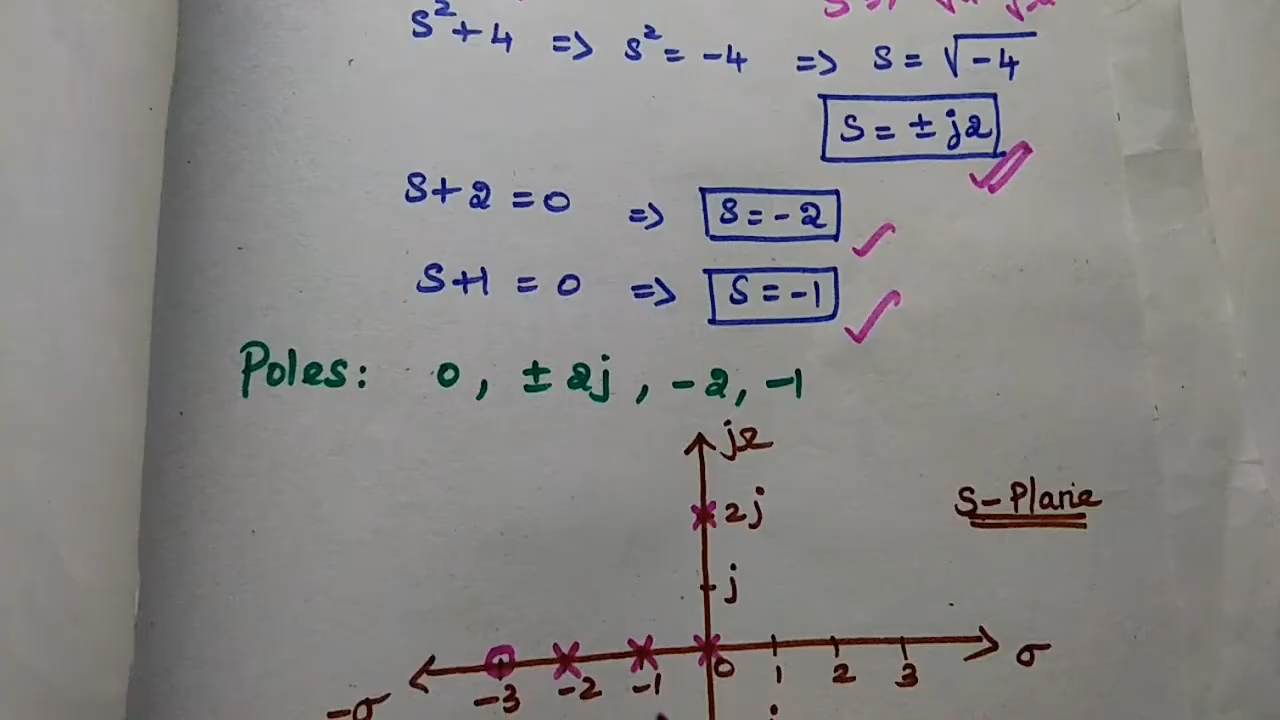 s²+4 => s² = -4 => s = √-4
s = ± j2
s+2 = 0 => s = -2
s+1 = 0 => s = -1
Poles: 0, ± 2j, -2, -1
jΩ
2j
S-Plane
j
-3 -2 -1 0 1 2 3 σ
-σ